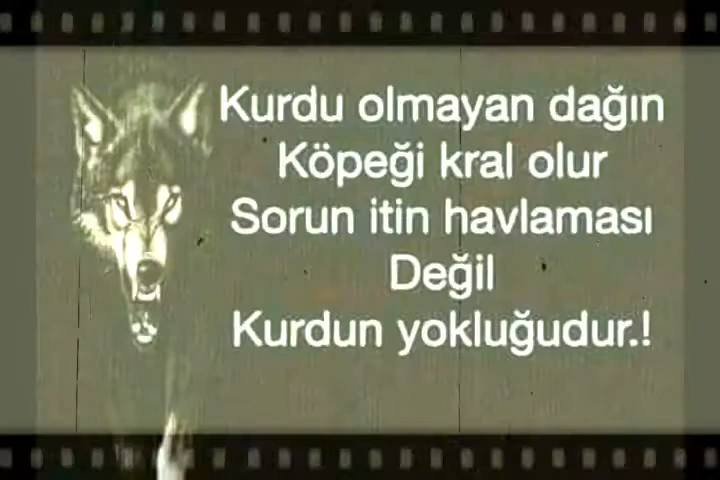 Kurdu olmayan dağın
Köpeği kral olur
Sorun itin havlaması
Değil
Kurdun yokluğudur.!